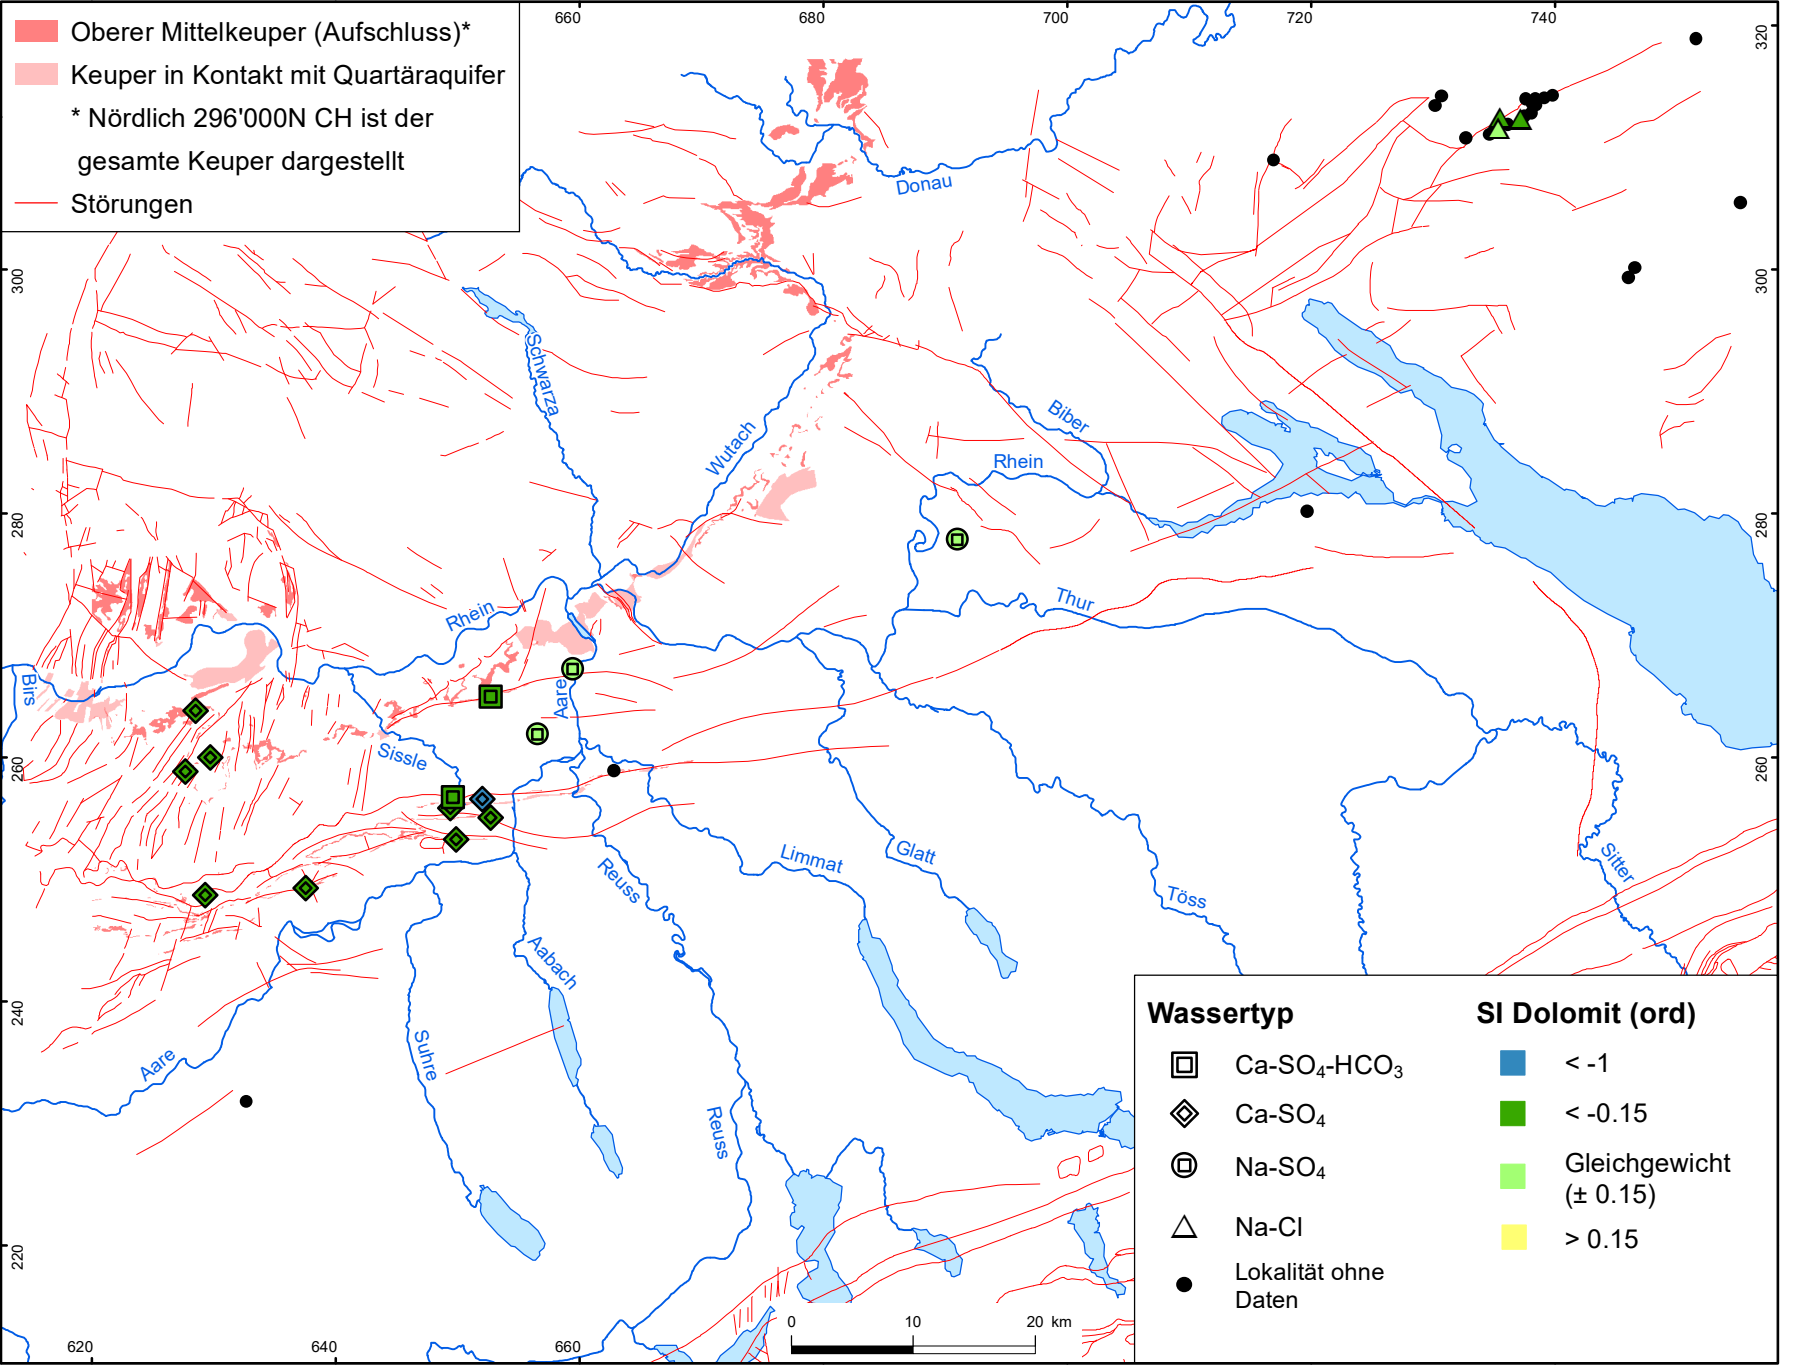 Oberer Mittelkeuper (Aufschluss)*
Keuper in Kontakt mit Quartäraquifer
* Nördlich 296'000N CH ist der
gesamte Keuper dargestellt
Störungen
660
680
700
720
740
320
300
300
280
280
260
260
240
220
620
640
660
Donau
Schwarza
Wutach
Biber
Rhein
Thur
Rhein
Birs
Aare
Sissle
Reuss
Limmat
Glatt
Töss
Sitter
Aabach
Suhre
Aare
Reuss
0 10 20 km
Wassertyp
Ca-SO₄-HCO₃
Ca-SO₄
Na-SO₄
Na-Cl
Lokalität ohne
Daten
SI Dolomit (ord)
< -1
< -0.15
Gleichgewicht
(± 0.15)
> 0.15